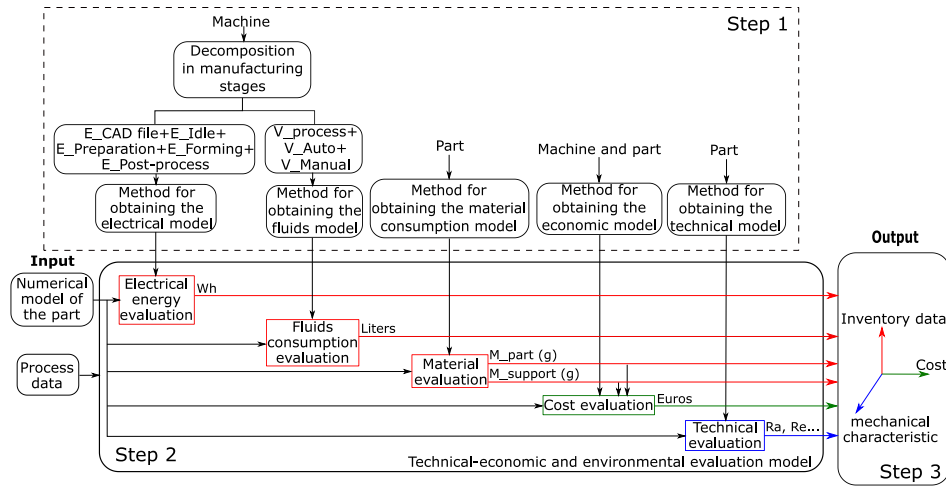 Step 1
Machine
Decomposition
in manufacturing
stages
E_CAD file+E_Idle+
E_Preparation+E_Forming+
E_Post-process
V_process+
V_Auto+
V_Manual
Part
Machine and part
Part
Method for
obtaining the
electrical model
Method for
obtaining the
fluids model
Method for
obtaining the material
consumption model
Method for
obtaining the
economic model
Method for
obtaining the
technical model
Input
Output
Numerical
model of
the part
Process
data
Electrical
energy
evaluation
Wh
Fluids
consumption
evaluation
Liters
Material
evaluation
M_part (g)
M_support (g)
Cost evaluation
Euros
Technical
evaluation
Ra, Re...
Inventory data
Cost
mechanical
characteristic
Step 2
Technical-economic and environmental evaluation model
Step 3